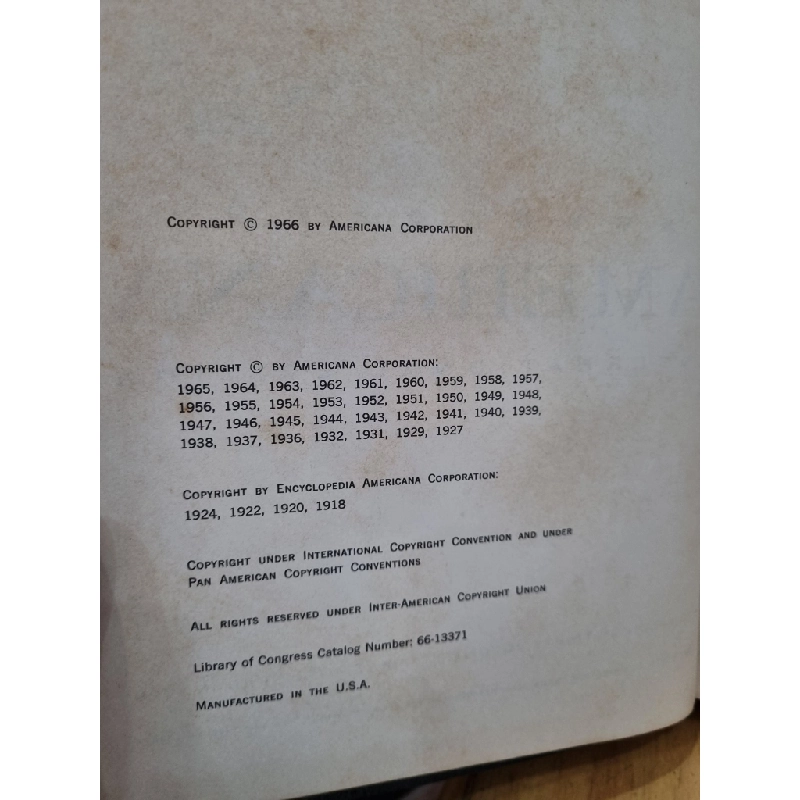 COPYRIGHT © 1966 BY AMERICANA CORPORATION
COPYRIGHT © BY AMERICANA CORPORATION:
1965, 1964, 1963, 1962, 1961, 1960, 1959, 1958, 1957,
1956, 1955, 1954, 1953, 1952, 1951, 1950, 1949, 1948,
1947, 1946, 1945, 1944, 1943, 1942, 1941, 1940, 1939,
1938, 1937, 1936, 1932, 1931, 1929, 1927
COPYRIGHT BY ENCYCLOPEDIA AMERICANA CORPORATION:
1924, 1922, 1920, 1918
COPYRIGHT UNDER INTERNATIONAL COPYRIGHT CONVENTION AND UNDER
PAN AMERICAN COPYRIGHT CONVENTIONS
ALL RIGHTS RESERVED UNDER INTER-AMERICAN COPYRIGHT UNION
Library of Congress Catalog Number: 66-13371
MANUFACTURED IN THE U.S.A.